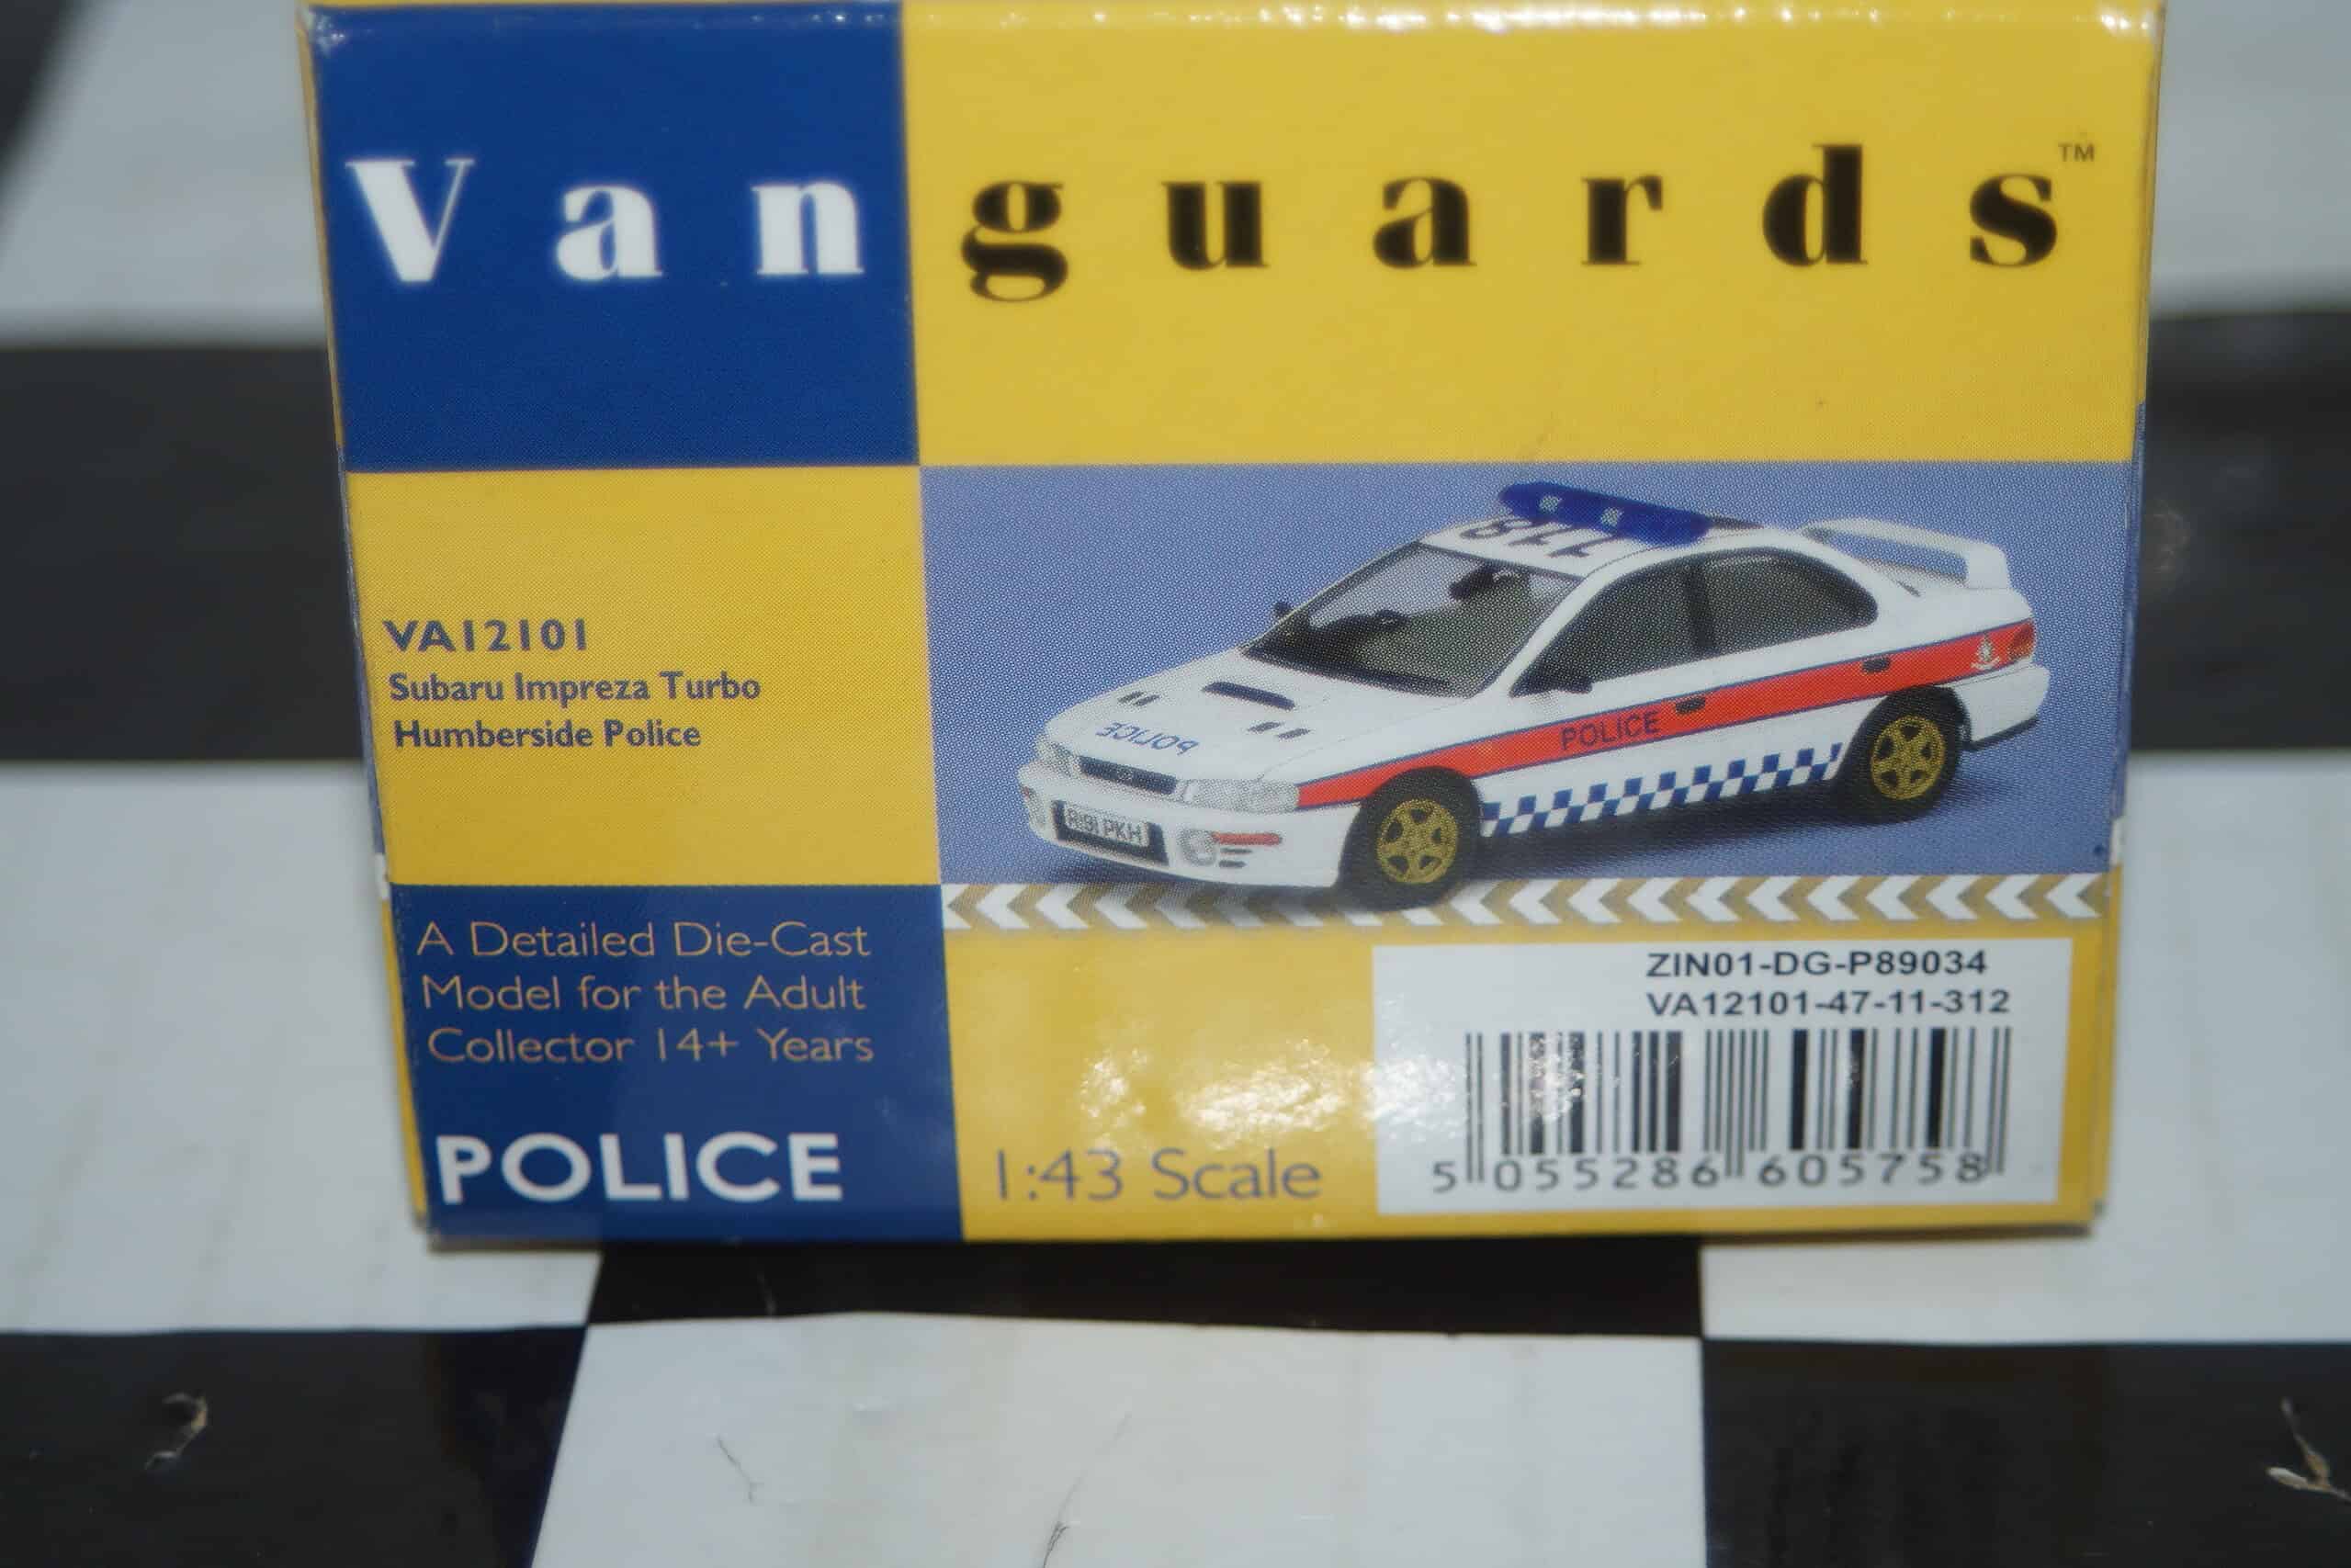 Vanguards™
VA12101
Subaru Impreza Turbo
Humberside Police
POLICE
POLICE
R191 PKH
A Detailed Die-Cast
Model for the Adult
Collector 14+ Years
POLICE
1:43 Scale
ZIN01-DG-P89034
VA12101-47-11-312
5 055286 605758